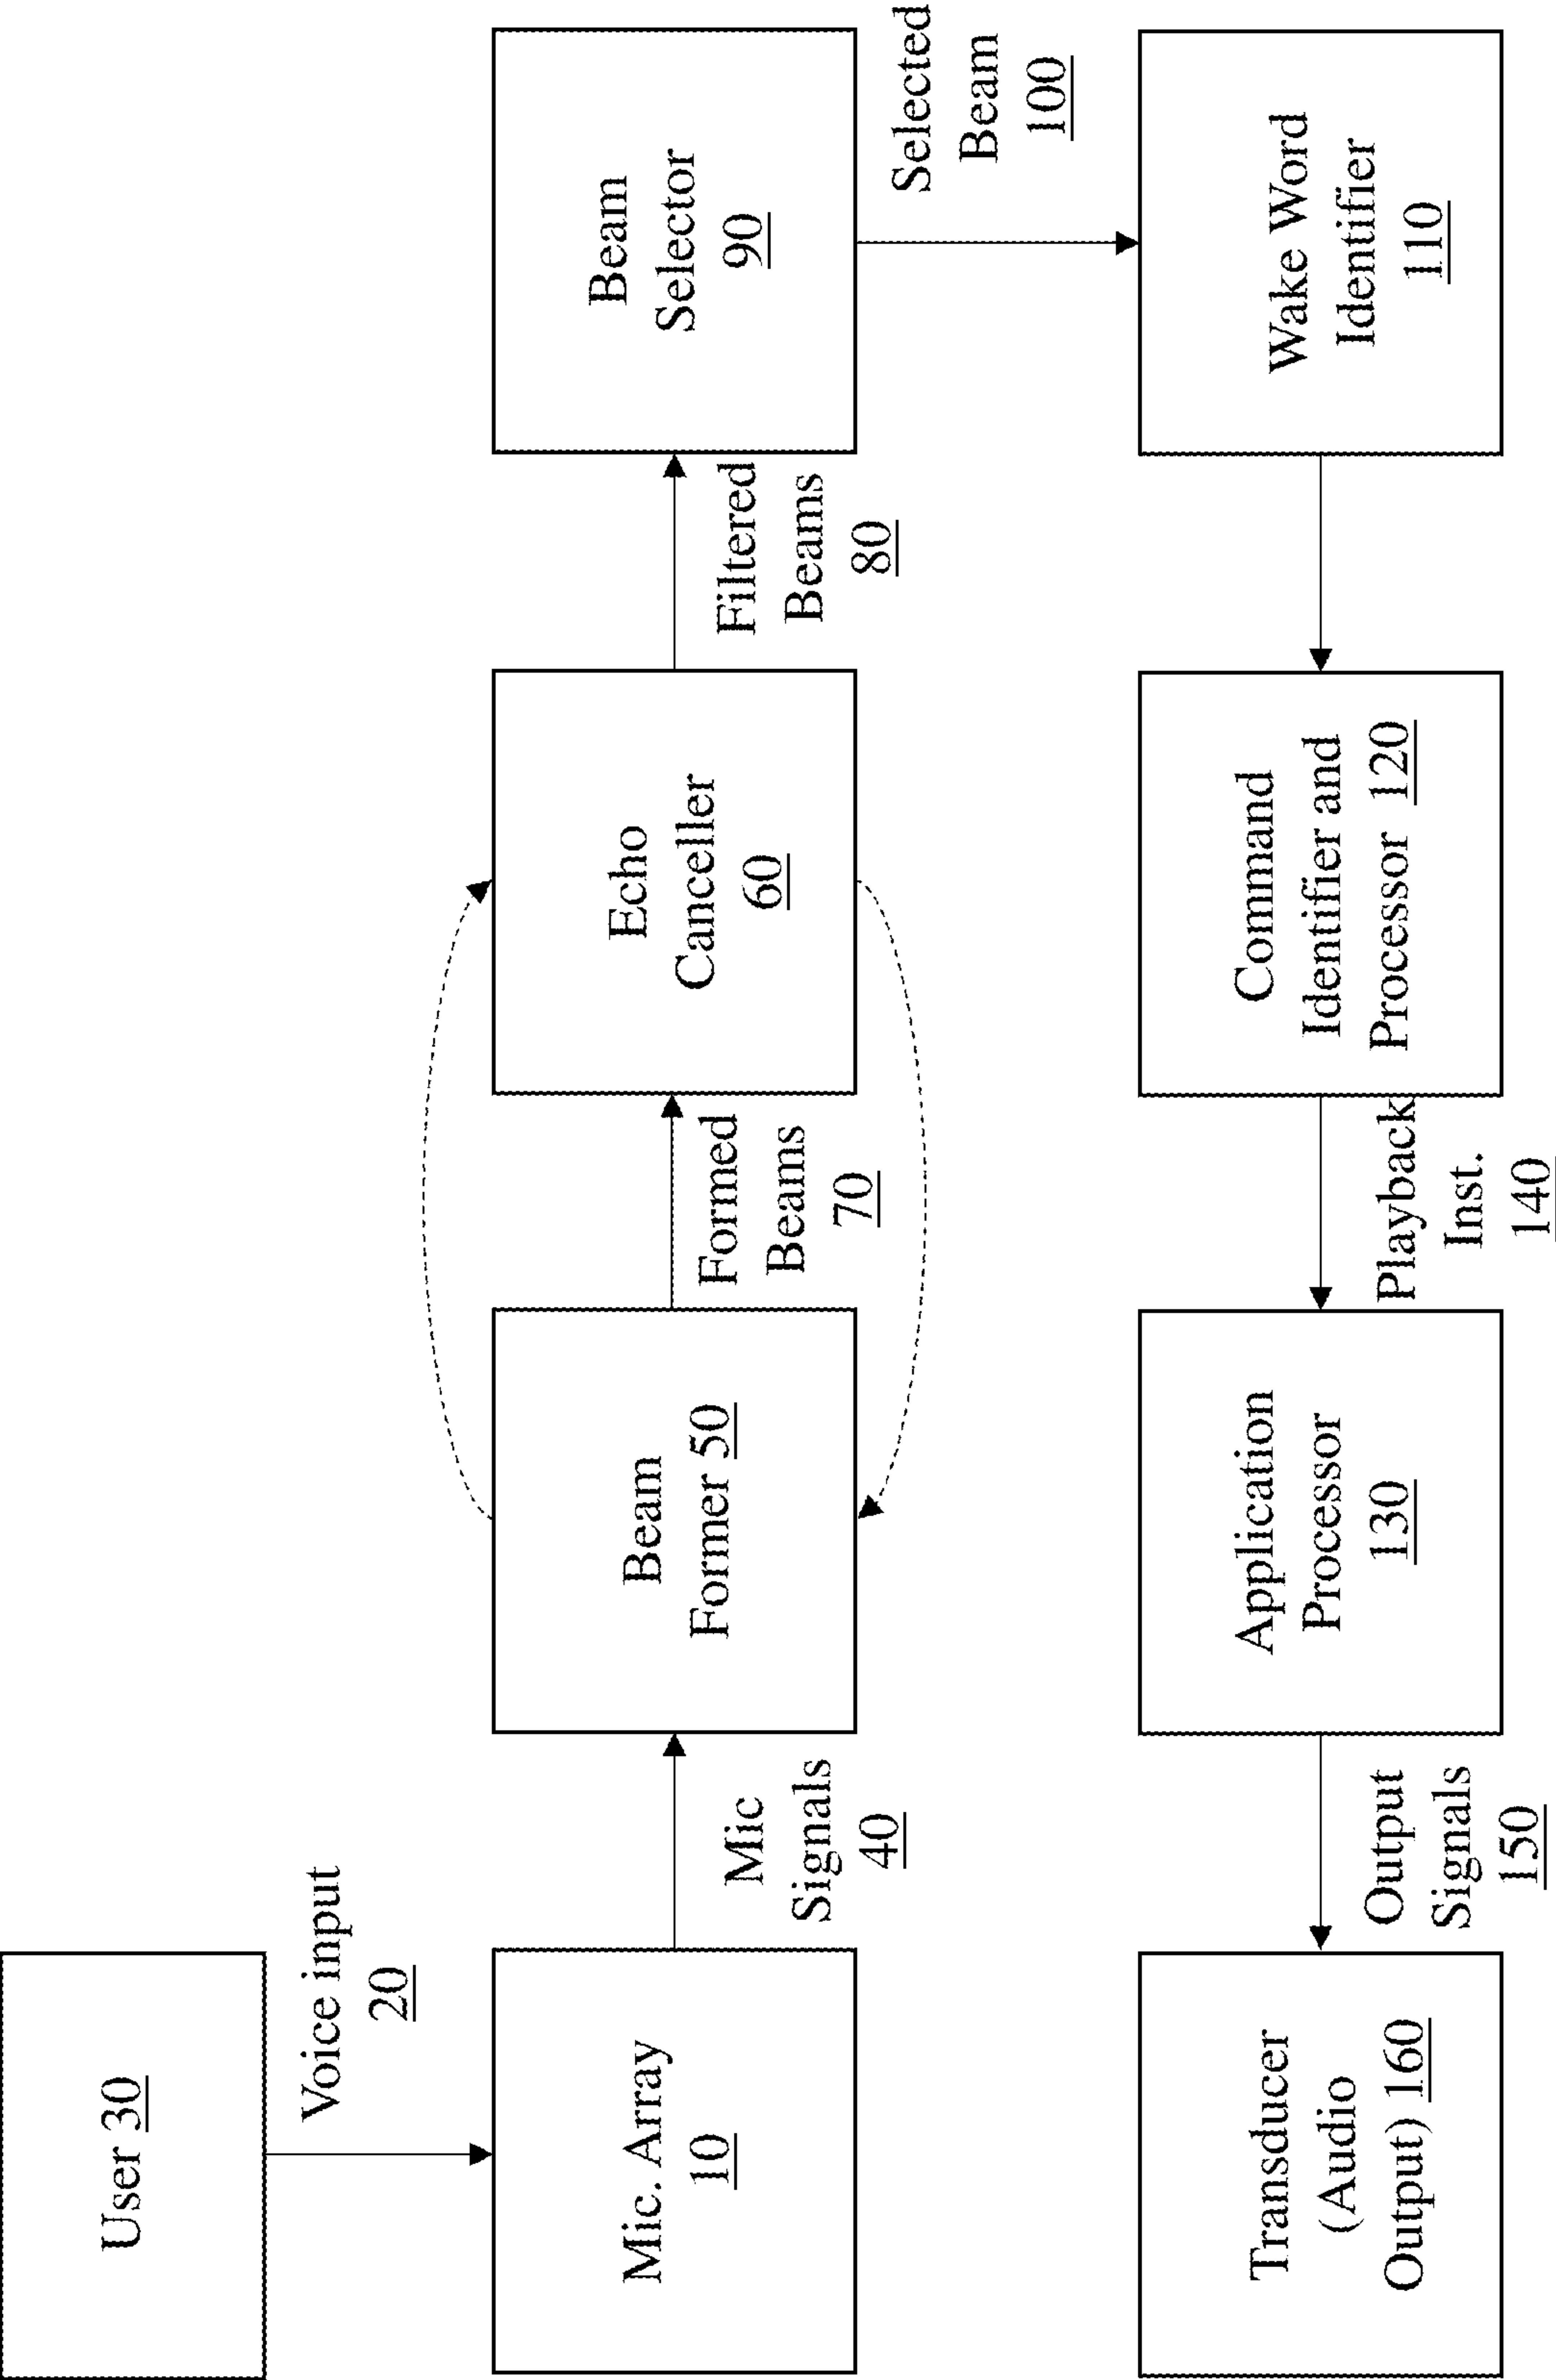 User 30
Voice input
20
Mic. Array
10
Mic
Signals
40
Beam
Former 50
Formed
Beams
70
Echo
Canceller
60
Filtered
Beams
80
Beam
Selector
90
Selected
Beam
100
Wake Word
Identifier
110
Command
Identifier and
Processor 120
Playback
Inst.
140
Application
Processor
130
Output
Signals
150
Transducer
(Audio
Output) 160